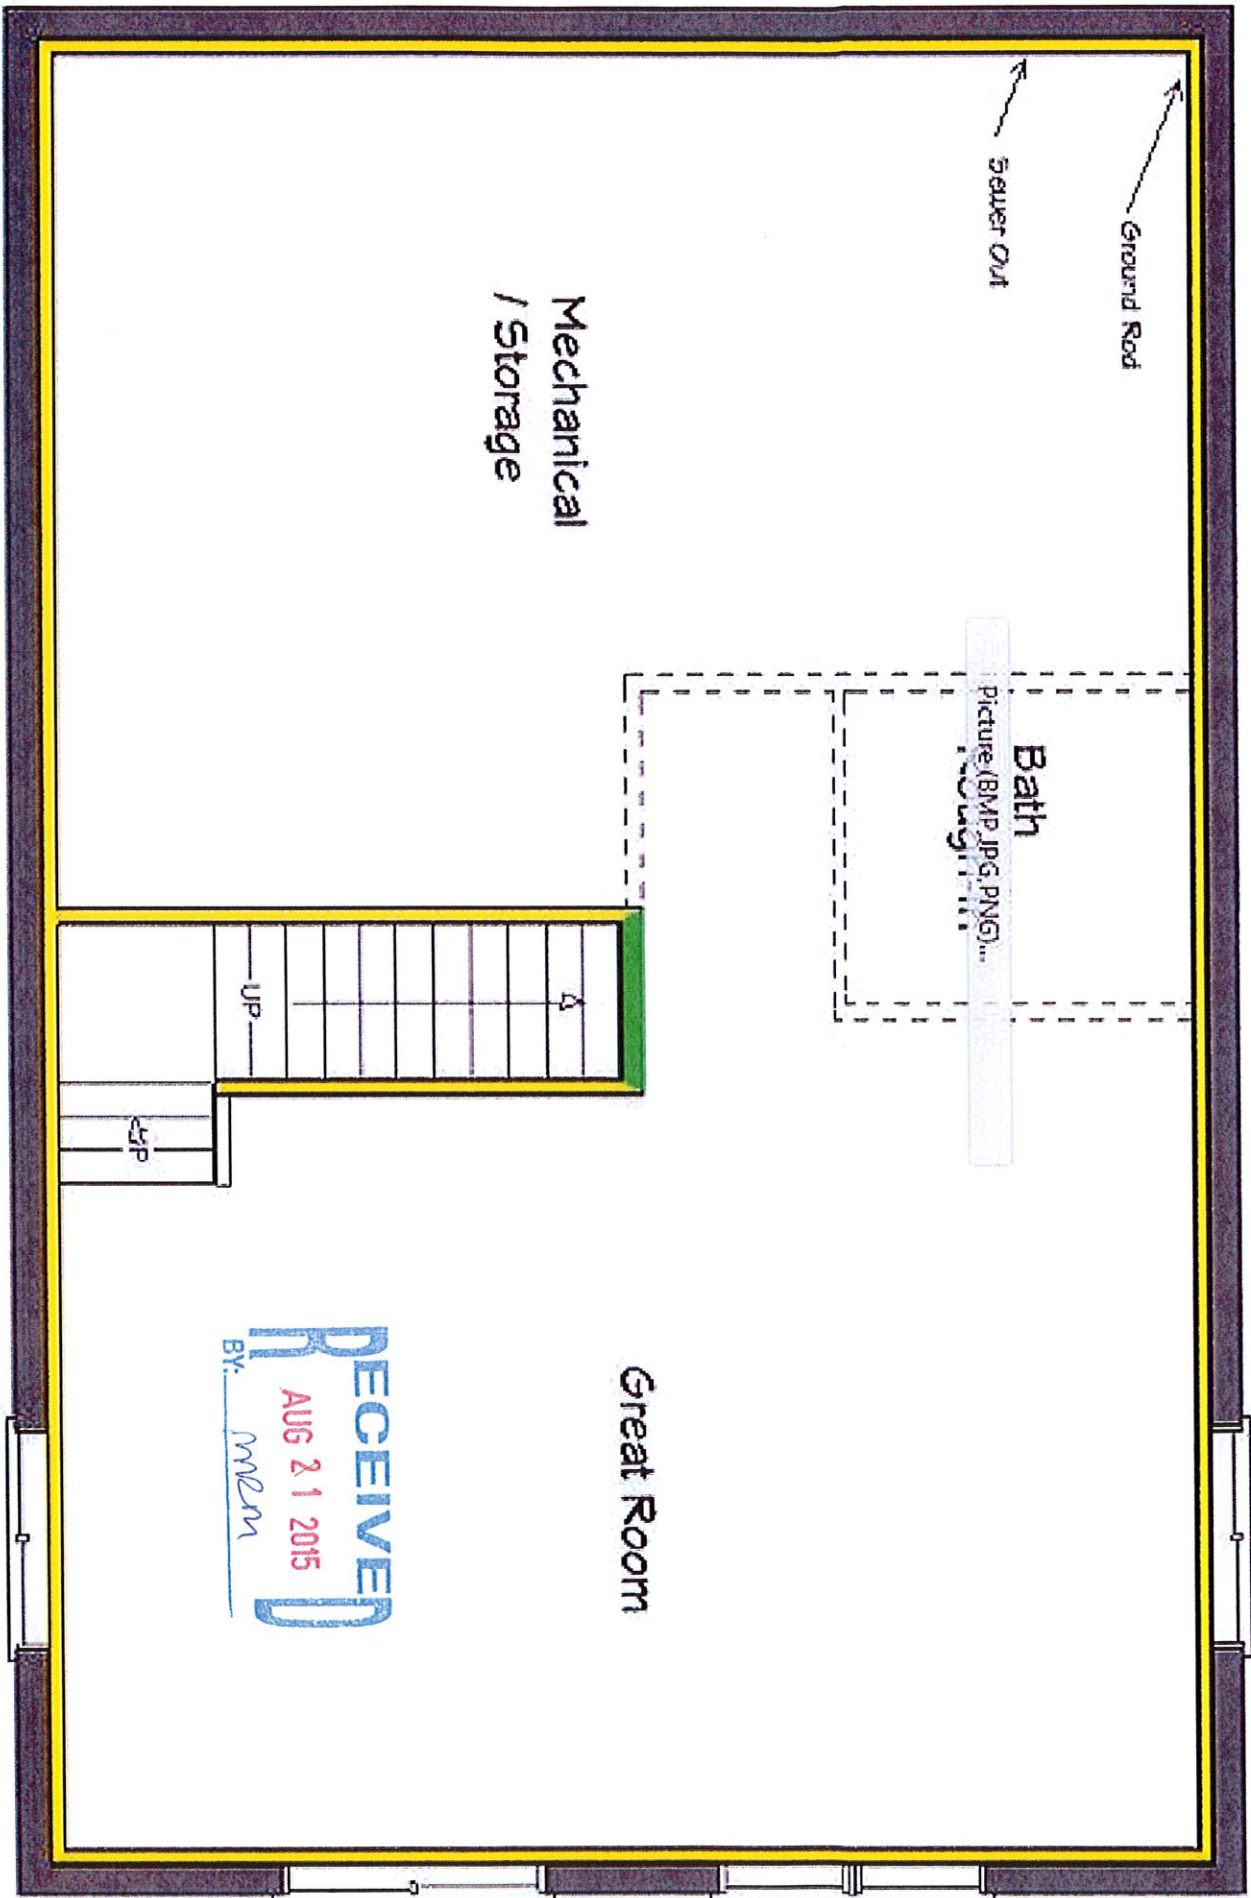 Ground Rod
Sewer Out
Bath
Picture (BMP, JPG, PNG)...
Mechanical
/ Storage
Great Room
UP
UP
RECEIVED
AUG 21 2015
BY: mem